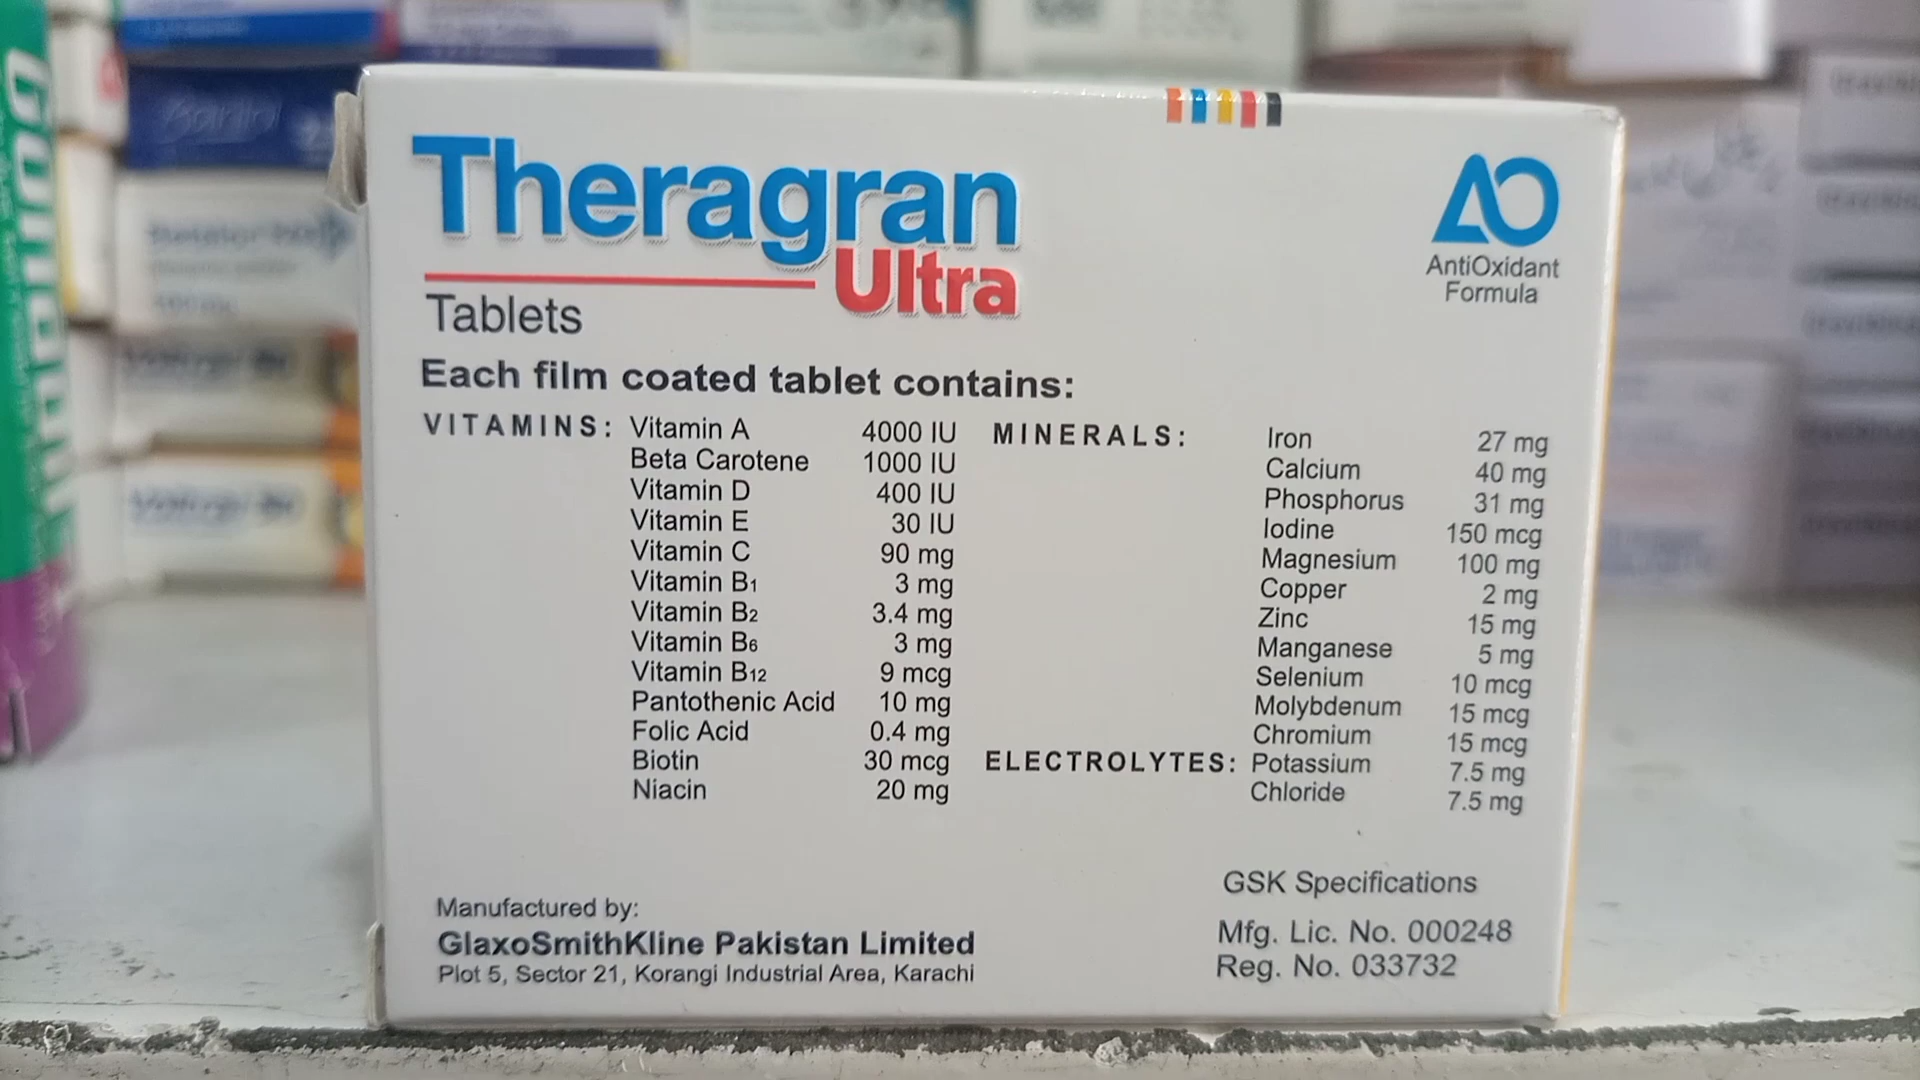 Theragran
Ultra
Tablets
AntiOxidant
Formula
Each film coated tablet contains:
VITAMINS: Vitamin A 4000 IU
Beta Carotene 1000 IU
Vitamin D 400 IU
Vitamin E 30 IU
Vitamin C 90 mg
Vitamin B1 3 mg
Vitamin B2 3.4 mg
Vitamin B6 3 mg
Vitamin B12 9 mcg
Pantothenic Acid 10 mg
Folic Acid 0.4 mg
Biotin 30 mcg
Niacin 20 mg
MINERALS: Iron 27 mg
Calcium 40 mg
Phosphorus 31 mg
Iodine 150 mcg
Magnesium 100 mg
Copper 2 mg
Zinc 15 mg
Manganese 5 mg
Selenium 10 mcg
Molybdenum 15 mcg
Chromium 15 mcg
ELECTROLYTES: Potassium 7.5 mg
Chloride 7.5 mg
Manufactured by:
GlaxoSmithKline Pakistan Limited
Plot 5, Sector 21, Korangi Industrial Area, Karachi
GSK Specifications
Mfg. Lic. No. 000248
Reg. No. 033732